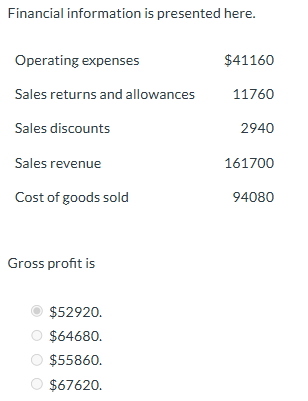 Financial information is presented here.
Operating expenses $41160
Sales returns and allowances 11760
Sales discounts 2940
Sales revenue 161700
Cost of goods sold 94080
Gross profit is
$52920.
$64680.
$55860.
$67620.